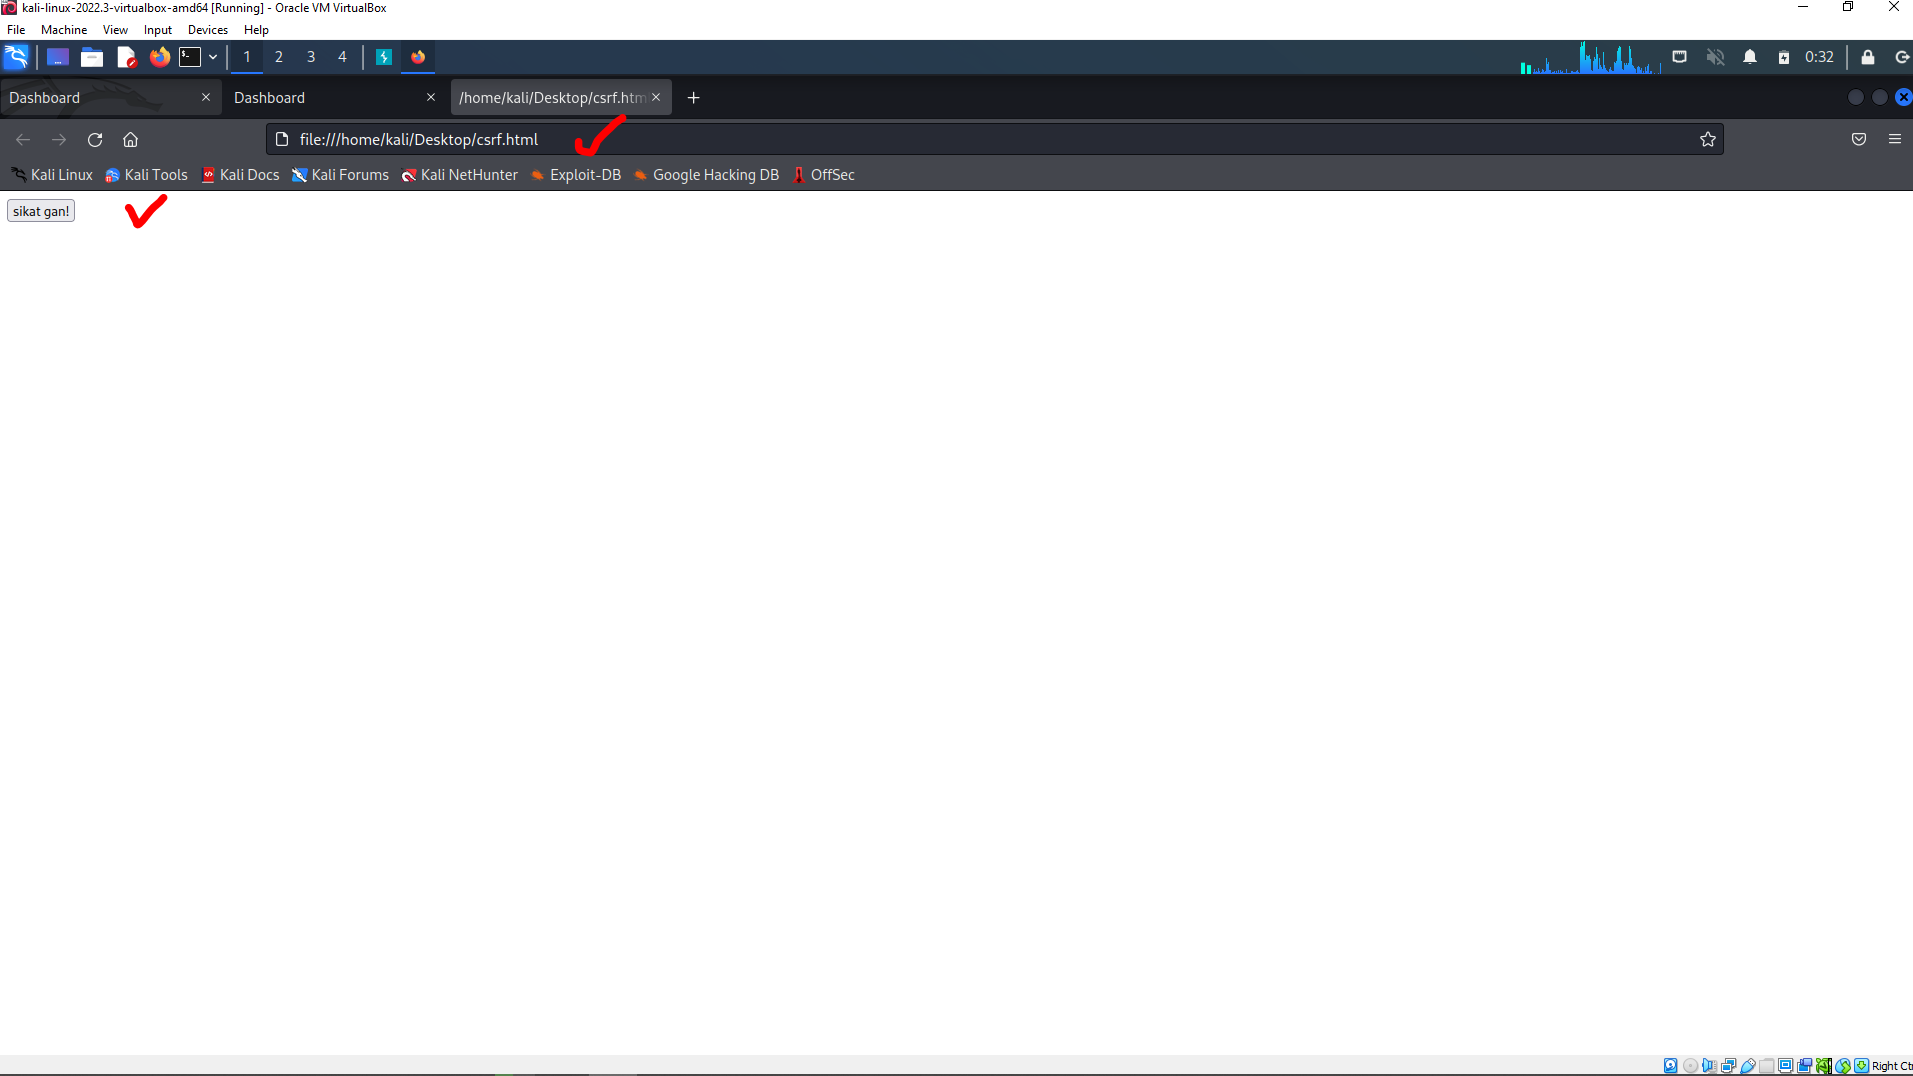 kali-linux-2022.3-virtualbox-amd64 [Running] - Oracle VM VirtualBox
File Machine View Input Devices Help
1 2 3 4 0:32
Dashboard Dashboard /home/kali/Desktop/csrf.htm
file:///home/kali/Desktop/csrf.html
Kali Linux Kali Tools Kali Docs Kali Forums Kali NetHunter Exploit-DB Google Hacking DB OffSec
sikat gan!
Right Ct